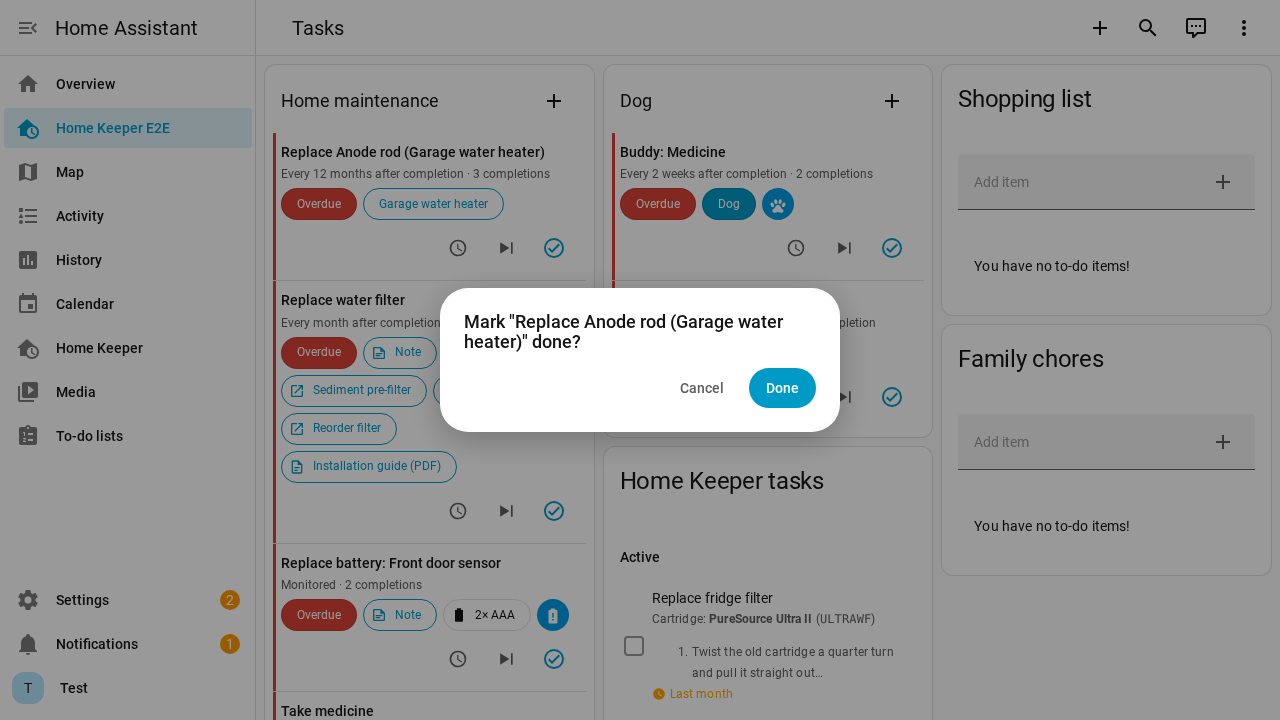 Home Assistant
Tasks
Overview
Home Keeper E2E
Map
Activity
History
Calendar
Home Keeper
Media
To-do lists
Settings
2
Notifications
1
T
Test
Home maintenance
Replace Anode rod (Garage water heater)
Every 12 months after completion · 3 completions
Overdue
Garage water heater
Replace water filter
Every month after completion
Overdue
Note
Sediment pre-filter
Reorder filter
Installation guide (PDF)
Replace battery: Front door sensor
Monitored · 2 completions
Overdue
Note
2× AAA
Take medicine
Dog
Buddy: Medicine
Every 2 weeks after completion · 2 completions
Overdue
Dog
Mark "Replace Anode rod (Garage water
heater)" done?
Cancel
Done
Home Keeper tasks
Active
Replace fridge filter
Cartridge: PureSource Ultra II (ULTRAWF)
1. Twist the old cartridge a quarter turn
and pull it straight out…
Last month
Shopping list
Add item
You have no to-do items!
Family chores
Add item
You have no to-do items!